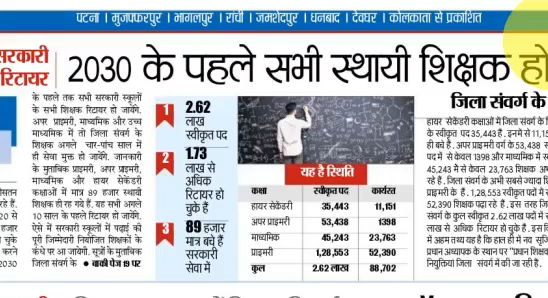 पटना । मुजफ्फरपुर । भागलपुर । रांची । जमशेदपुर । धनबाद । देवघर । कोलकाता से प्रकाशित
सरकारी
रिटायर
2030 के पहले सभी स्थायी शिक्षक हो
के पहले तक सभी सरकारी स्कूलों
के सभी शिक्षक रिटायर हो जायेंगे.
अपर प्राइमरी, माध्यमिक और उच्च
माध्यमिक में तो जिला संवर्ग के
शिक्षक अगले चार-पांच साल में
ही सेवा मुक्त हो जायेंगे. जानकारी
के मुताबिक प्राइमरी, अपर प्राइमरी,
माध्यमिक और हायर सेकेंडरी
कक्षाओं में मात्र 89 हजार स्थायी
शिक्षक ही रह गये हैं. यह सभी अगले
10 साल के पहले रिटायर हो जायेंगे.
ऐसे में सरकारी स्कूलों में पढ़ाई की
पूरी जिम्मेदारी नियोजित शिक्षकों के
कंधे पर आ जायेगी. सूत्रों के मुताबिक
जिला संवर्ग के ● बाकी पेज 19 पर
1 2.62
लाख
स्वीकृत पद
2 1.73
लाख से
अधिक
रिटायर हो
चुके हैं
3 89 हजार
मात्र बचे हैं
सरकारी
सेवा में
यह है स्थिति
कक्षा स्वीकृत पद कार्यरत
हायर सेकेंडरी 35,443 11,151
अपर प्राइमरी 53,438 1398
माध्यमिक 45,243 23,763
प्राइमरी 1,28,553 52,390
कुल 2.62 लाख 88,702
जिला संवर्ग के
हायर सेकेंडरी कक्षाओं में जिला संवर्ग के
के स्वीकृत पद 35,443 हैं. इनमें से 11,15
ही बचे हैं. अपर प्राइमरी वर्ग के 53,438 स
पद में से केवल 1398 और माध्यमिक में स
45,243 में से केवल 23,763 शिक्षक अ
रहे हैं. जिला संवर्ग के अभी सबसे ज्यादा शि
प्राइमरी के हैं. 1,28,553 स्वीकृत पदों में
52,390 शिक्षक पढ़ा रहे हैं. इस तरह जि
संवर्ग के कुल स्वीकृत 2.62 लाख पदों में
लाख से अधिक रिटायर हो चुके हैं. इस
में अहम तथ्य यह है कि हाल ही में नव सृजि
प्रधान अध्यापक के स्थान पर "प्रधान शिक्षक
नियुक्तियां जिला संवर्ग में की जा रही हैं.